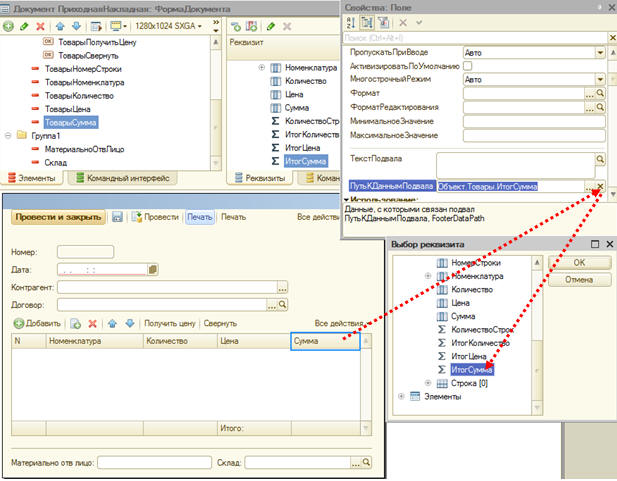 Документ ПриходнаяНакладная: ФормаДокумента
1280x1024 SXGA
ТоварыПолучитьЦену
ТоварыСвернуть
ТоварыНомерСтроки
ТоварыНоменклатура
ТоварыКоличество
ТоварыЦена
ТоварыСумма
Группа1
МатериальноОтвЛицо
Склад
Элементы
Командный интерфейс
Реквизит
Номенклатура
Количество
Цена
Сумма
КоличествоСтр
ИтогКоличеств
ИтогЦена
ИтогСумма
Реквизиты
Коман
Свойства: Поле
Поиск (Ctrl+Alt+I)
ПропускатьПриВводе Авто
АктивизироватьПоУмолчанию
МногострочныйРежим Авто
Формат
ФорматРедактирования
МинимальноеЗначение
МаксимальноеЗначение
ТекстПодвала
ПутьКДаннымПодвала Объект.Товары.ИтогСумма
Использование:
Данные, с которыми связан подвал
ПутьКДаннымПодвала, FooterDataPath
Провести и закрыть Провести Печать Печать Все действи
Номер:
Дата: . . : :
Контрагент:
Договор:
Добавить Получить цену Свернуть Все действия
N Номенклатура Количество Цена Сумма
Итого:
Материально отв лицо: Склад:
Выбор реквизита
НомерСтроки
Номенклатура
Количество
Цена
Сумма
КоличествоСтрок
ИтогКоличество
ИтогЦена
ИтогСумма
Строка [0]
Элементы
ОК
Отмена